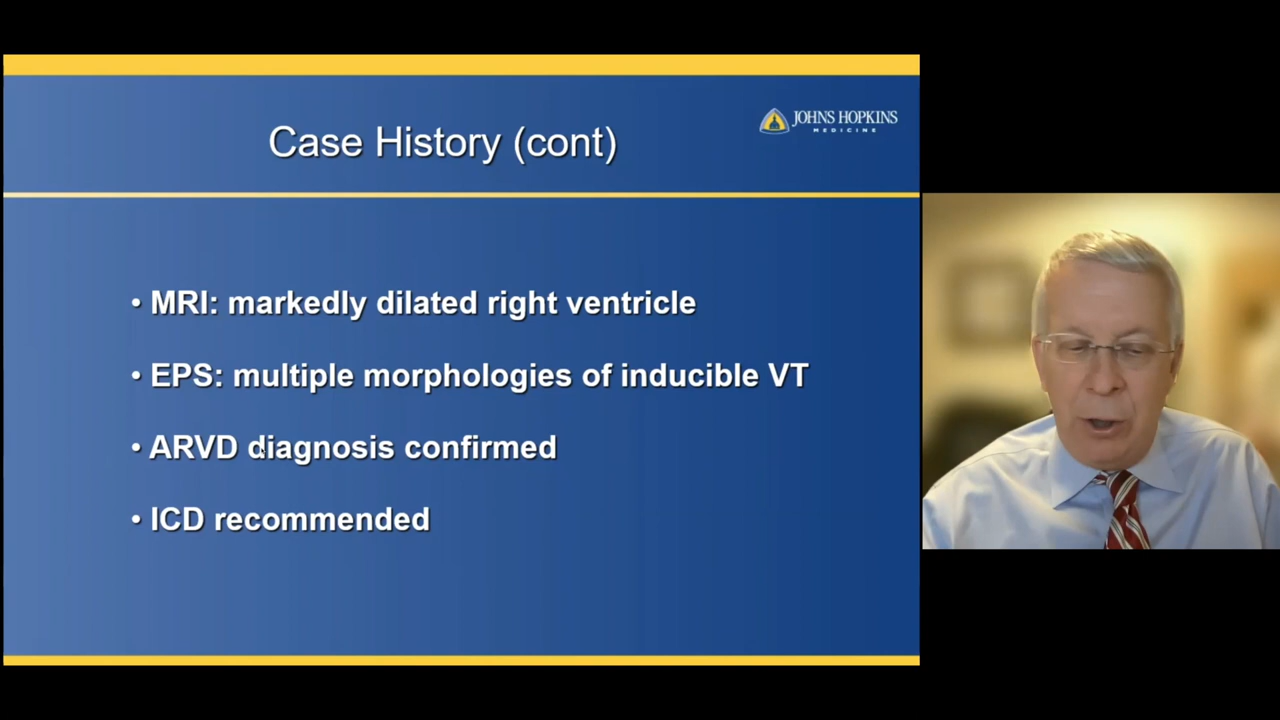 JOHNS HOPKINS
MEDICINE
Case History (cont)
• MRI: markedly dilated right ventricle
• EPS: multiple morphologies of inducible VT
• ARVD diagnosis confirmed
• ICD recommended